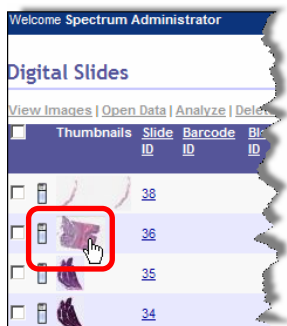 Welcome Spectrum Administrator
Digital Slides
View Images | Open Data | Analyze |
Thumbnails Slide ID Barcode ID ID
38
36
35
34